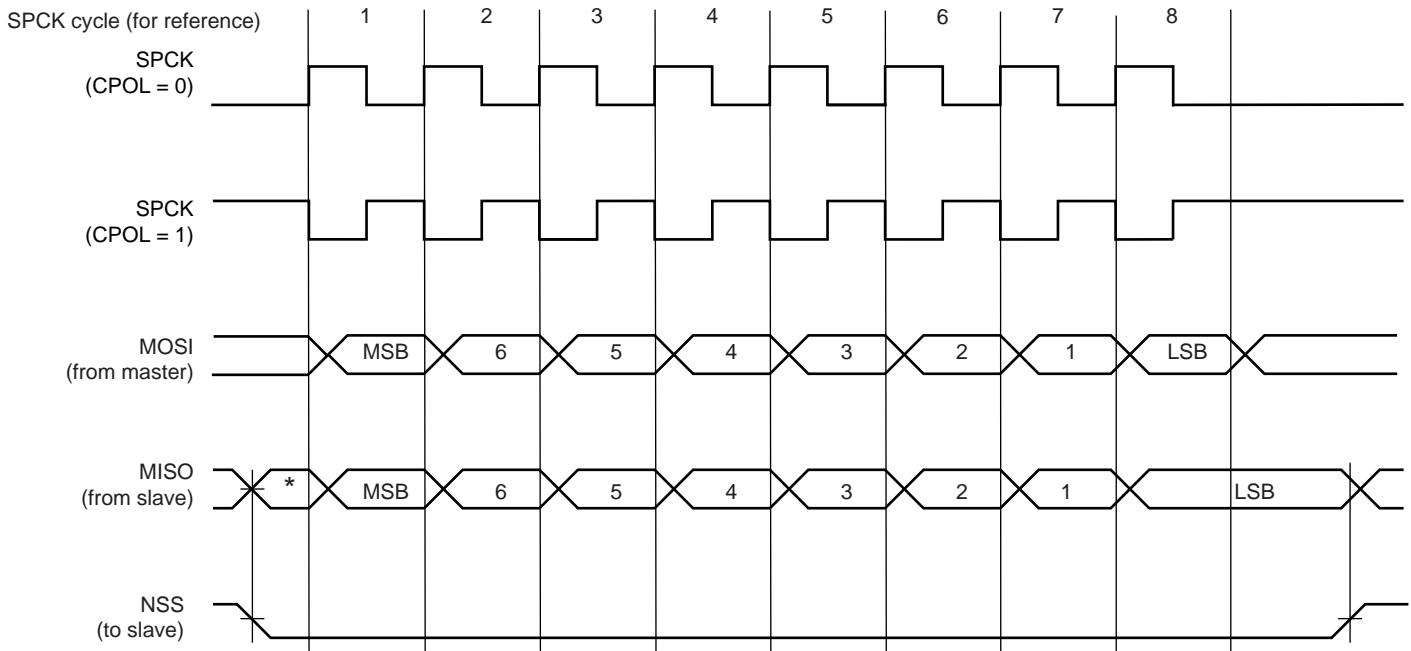 SPCK cycle (for reference)
1 2 3 4 5 6 7 8
SPCK
(CPOL = 0)
SPCK
(CPOL = 1)
MOSI
(from master)
MSB 6 5 4 3 2 1 LSB
MISO
(from slave)
* MSB 6 5 4 3 2 1 LSB
NSS
(to slave)